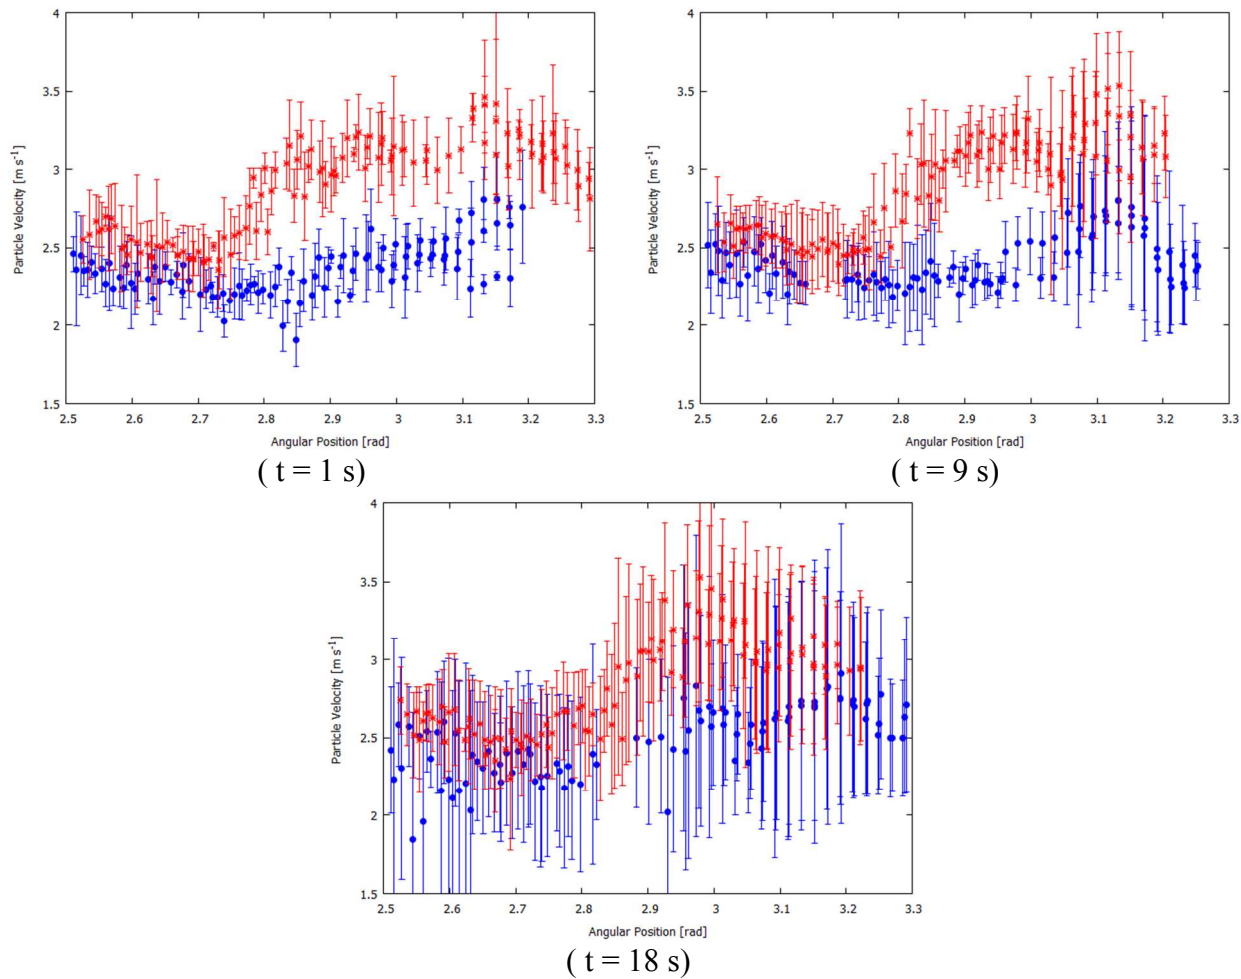 4
3.5
3
2.5
2
1.5
Particle Velocity [m s⁻¹]
2.5 2.6 2.7 2.8 2.9 3 3.1 3.2 3.3
Angular Position [rad]
( t = 1 s)
4
3.5
3
2.5
2
1.5
Particle Velocity [m s⁻¹]
2.5 2.6 2.7 2.8 2.9 3 3.1 3.2 3.3
Angular Position [rad]
( t = 9 s)
4
3.5
3
2.5
2
1.5
Particle Velocity [m s⁻¹]
2.5 2.6 2.7 2.8 2.9 3 3.1 3.2 3.3
Angular Position [rad]
( t = 18 s)